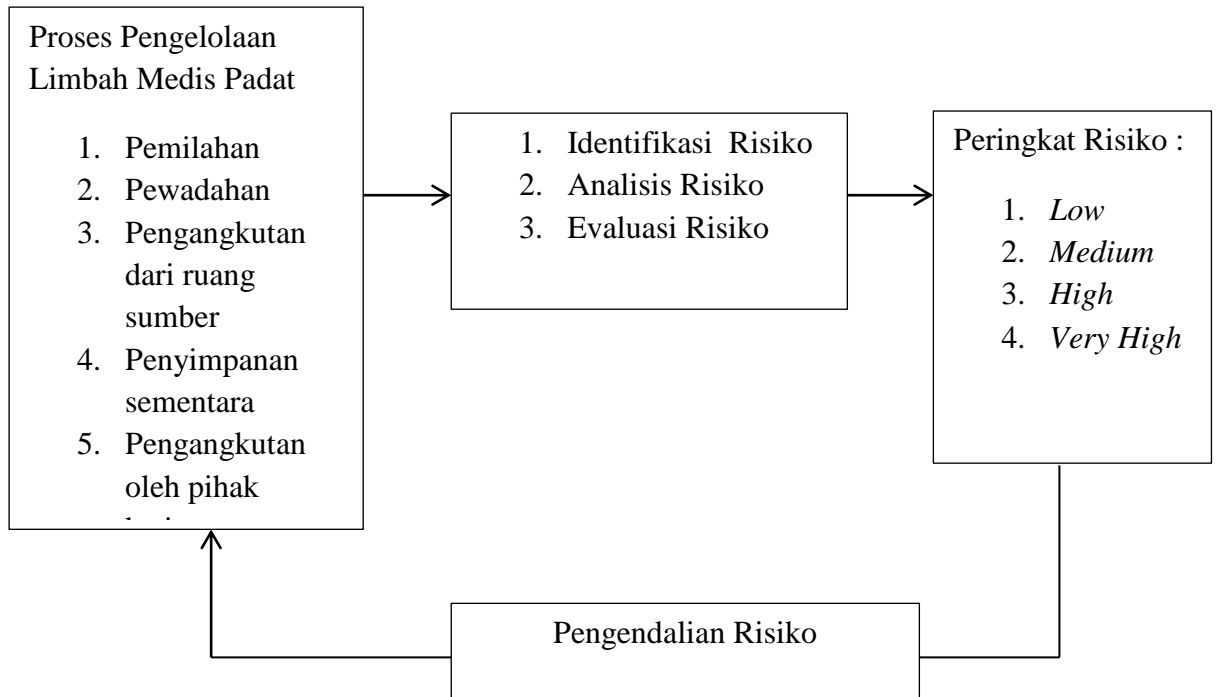 Proses Pengelolaan
Limbah Medis Padat
1. Pemilahan
2. Pewadahan
3. Pengangkutan
dari ruang
sumber
4. Penyimpanan
sementara
5. Pengangkutan
oleh pihak
1. Identifikasi Risiko
2. Analisis Risiko
3. Evaluasi Risiko
Peringkat Risiko :
1. Low
2. Medium
3. High
4. Very High
Pengendalian Risiko